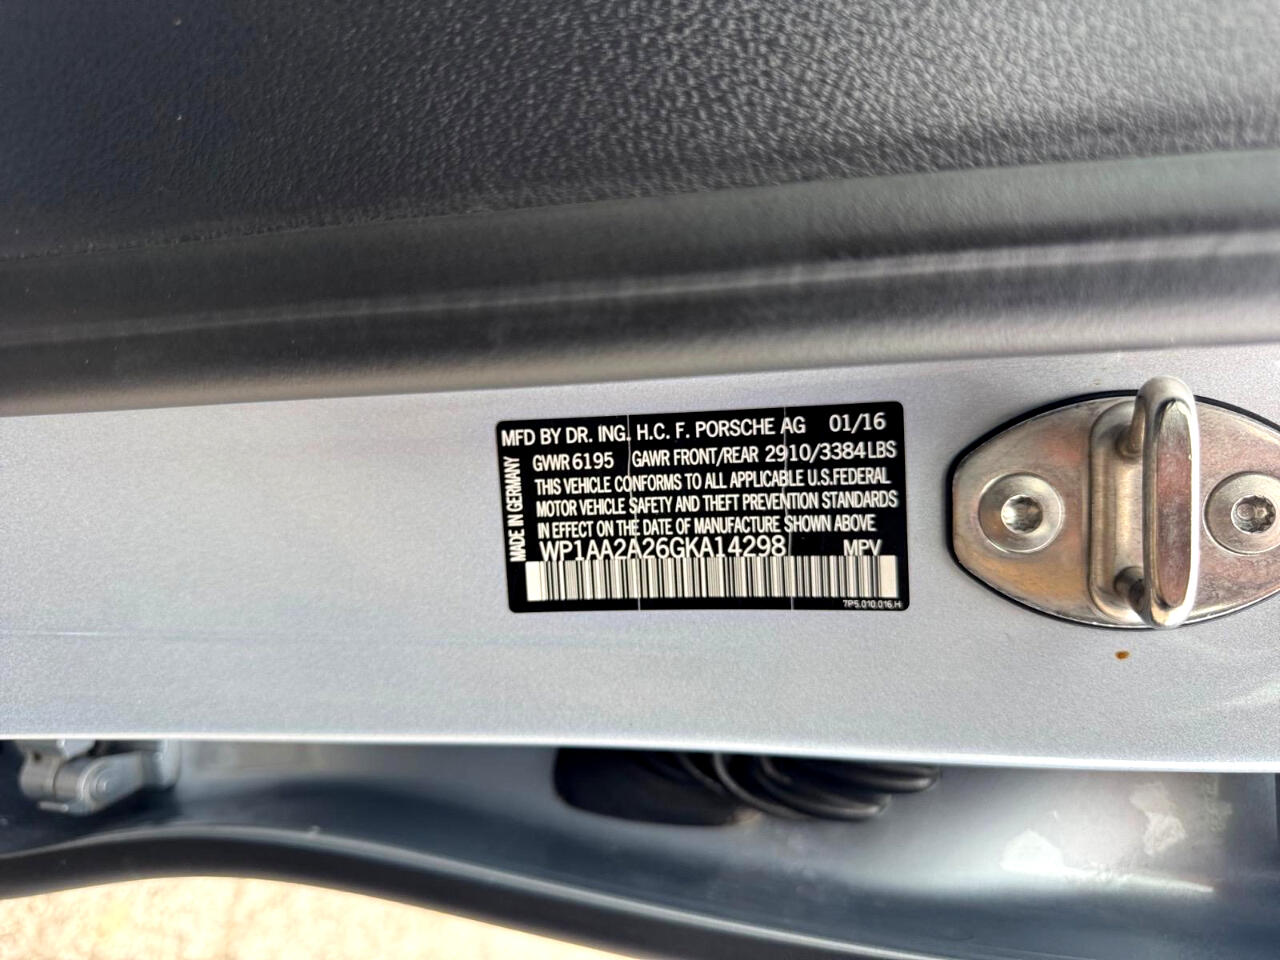 MFD BY DR. ING. H.C. F. PORSCHE AG 01/16
GVWR 6195 GAWR FRONT/REAR 2910/3384 LBS
THIS VEHICLE CONFORMS TO ALL APPLICABLE U.S.FEDERAL
MOTOR VEHICLE SAFETY AND THEFT PREVENTION STANDARDS
IN EFFECT ON THE DATE OF MANUFACTURE SHOWN ABOVE
WP1AA2A26GKA14298 MPV
7P5.010.016.H
MADE IN GERMANY